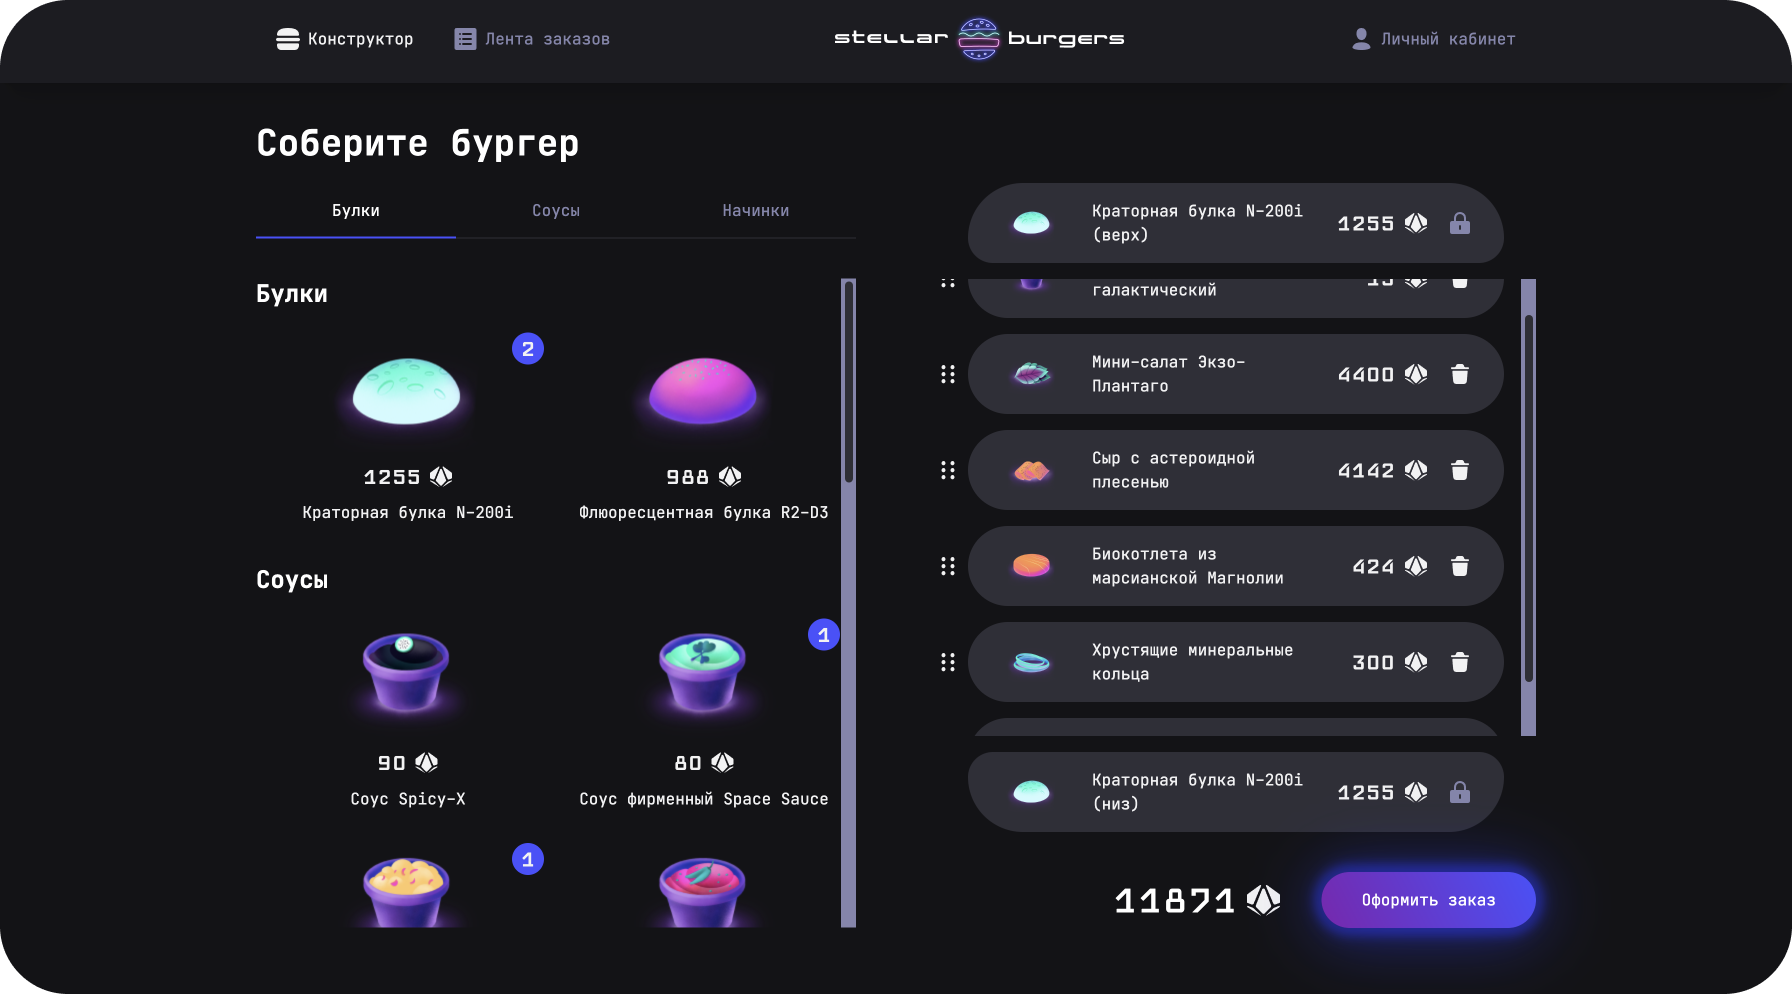 Конструктор
Лента заказов
stellar burgers
Личный кабинет
Соберите бургер
Булки
Соусы
Начинки
Булки
2
1255
988
Краторная булка N-200i
Флюоресцентная булка R2-D3
Соусы
1
90
80
Соус Spicy-X
Соус фирменный Space Sauce
1
Краторная булка N-200i
(верх)
1255
галактический
15
Мини-салат Экзо-
Плантаго
4400
Сыр с астероидной
плесенью
4142
Биокотлета из
марсианской Магнолии
424
Хрустящие минеральные
кольца
300
Краторная булка N-200i
(низ)
1255
11871
Оформить заказ